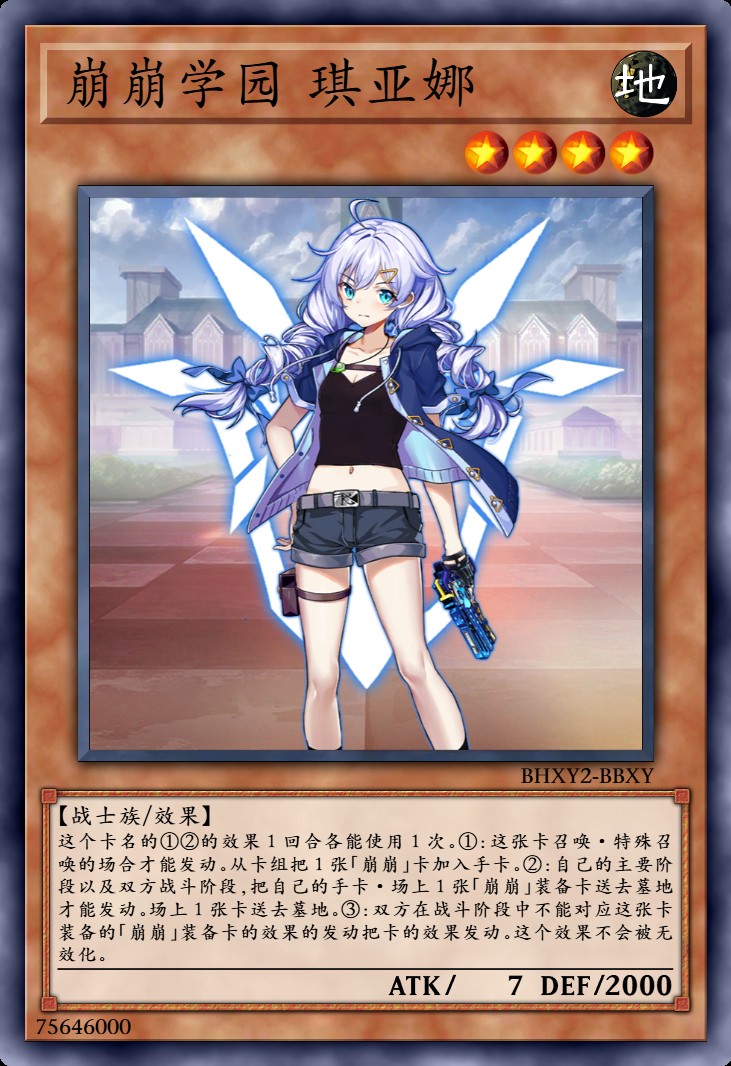 崩崩学园 琪亚娜
地
BHXY2-BBXY
【战士族/效果】
这个卡名的①②的效果1回合各能使用1次。①:这张卡召唤・特殊召
唤的场合才能发动。从卡组把1张「崩崩」卡加入手卡。②:自己的主要阶
段以及双方战斗阶段,把自己的手卡・场上1张「崩崩」装备卡送去墓地
才能发动。场上1张卡送去墓地。③:双方在战斗阶段中不能对应这张卡
装备的「崩崩」装备卡的效果的发动把卡的效果发动。这个效果不会被无
效化。
ATK/ 7 DEF/2000
75646000